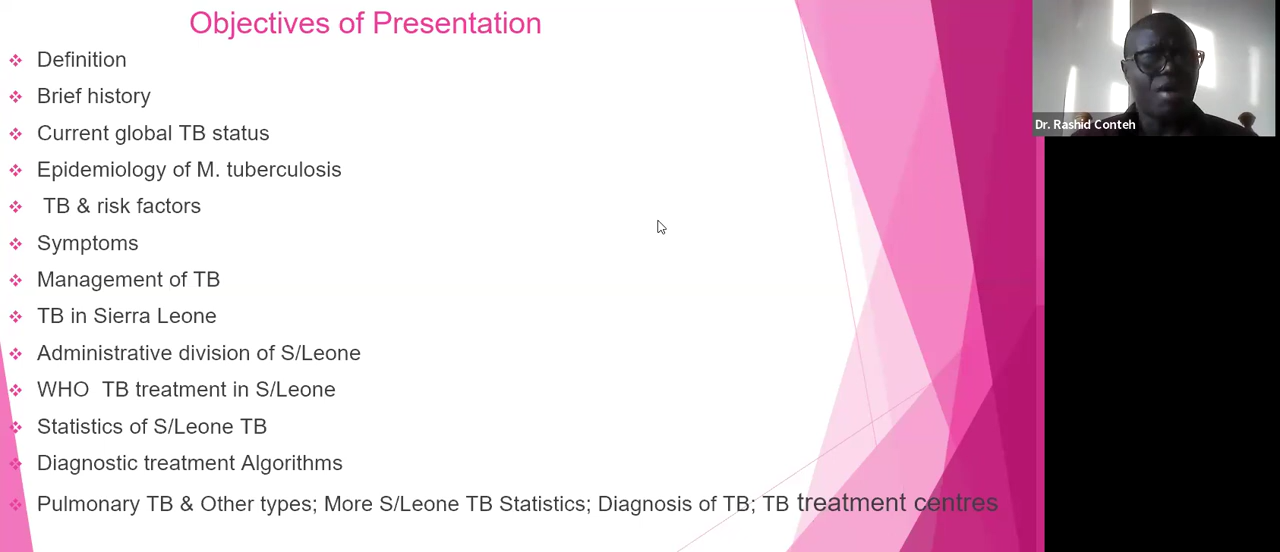 Objectives of Presentation
Definition
Brief history
Current global TB status
Epidemiology of M. tuberculosis
TB & risk factors
Symptoms
Management of TB
TB in Sierra Leone
Administrative division of S/Leone
WHO TB treatment in S/Leone
Statistics of S/Leone TB
Diagnostic treatment Algorithms
Pulmonary TB & Other types; More S/Leone TB Statistics; Diagnosis of TB; TB treatment centres
Dr. Rashid Conteh